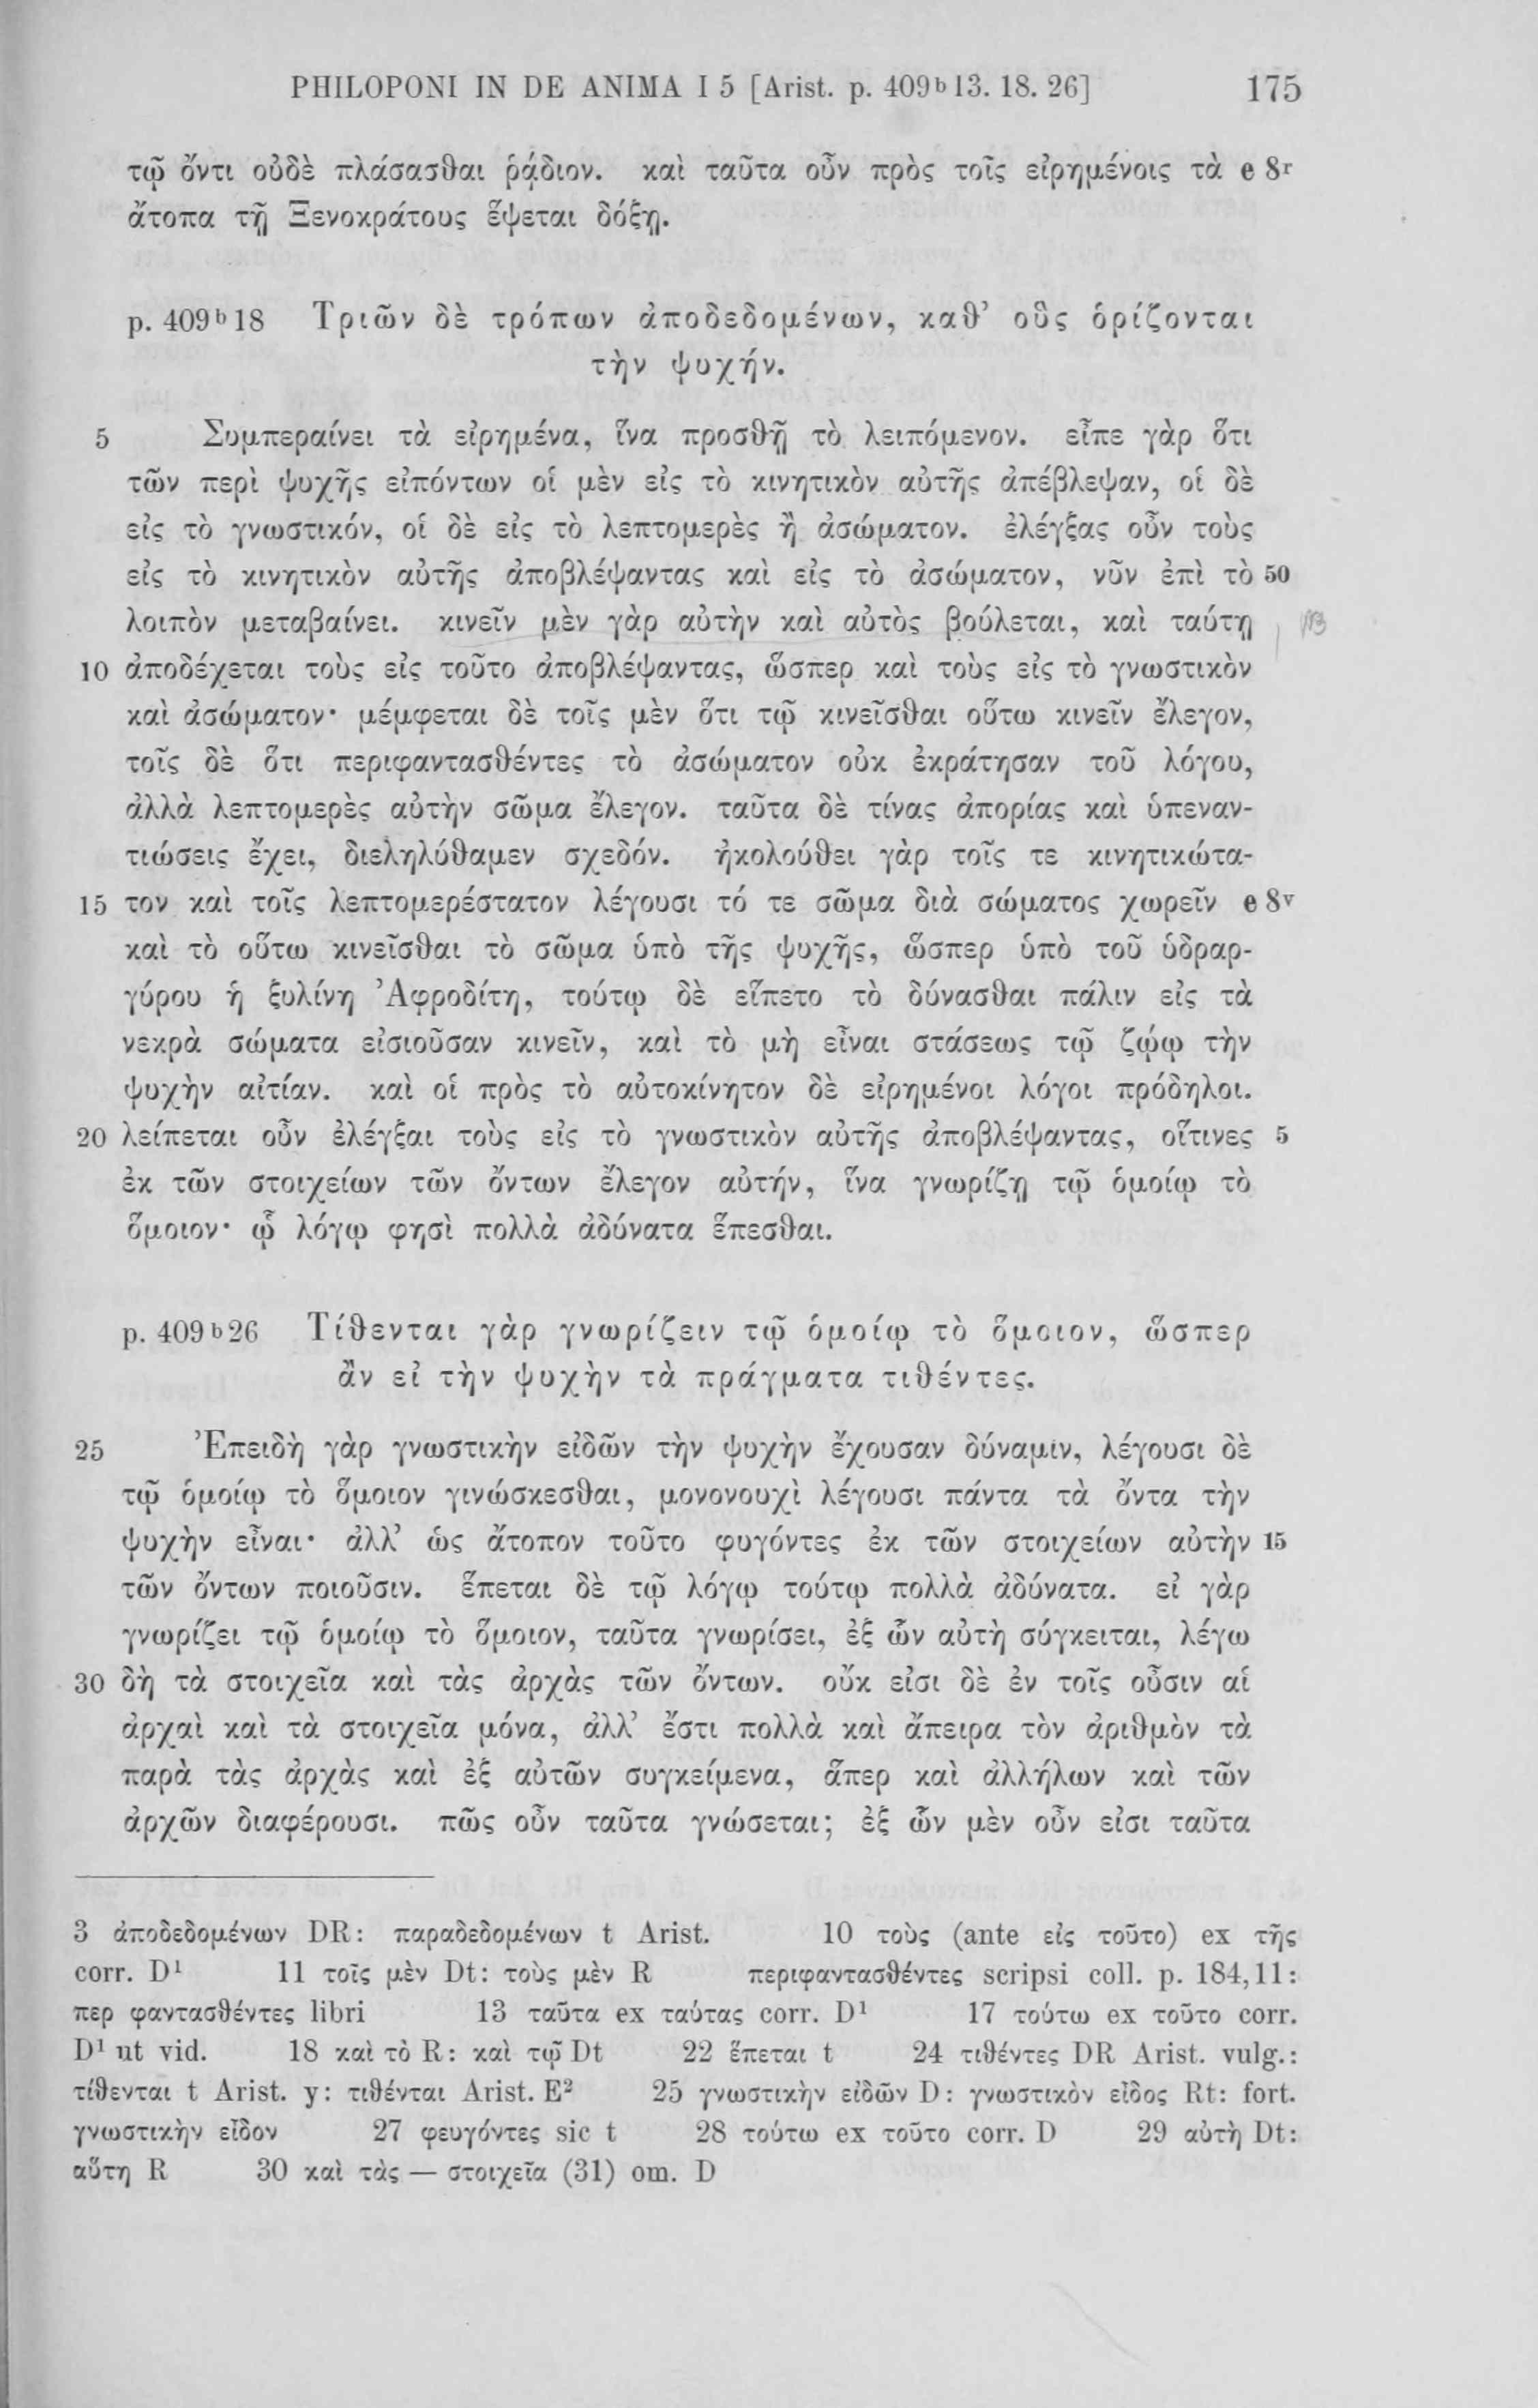 PHILOPONI IN DE ANIMA I 5 [Arist. p. 409ᵇ13. 18. 26] 175
τῷ ὄντι οὐδὲ πλάσασθαι ῥᾴδιον. καὶ ταῦτα οὖν πρὸς τοῖς εἰρημένοις τὰ e 8ʳ
ἄτοπα τῇ Ξενοκράτους ἕψεται δόξῃ.
p. 409ᵇ18 Τριῶν δὲ τρόπων ἀποδεδομένων, καθ’ οὓς ὁρίζονται
τὴν ψυχήν.
5 Συμπεραίνει τὰ εἰρημένα, ἵνα προσθῇ τὸ λειπόμενον. εἶπε γὰρ ὅτι
τῶν περὶ ψυχῆς εἰπόντων οἱ μὲν εἰς τὸ κινητικὸν αὐτῆς ἀπέβλεψαν, οἱ δὲ
εἰς τὸ γνωστικόν, οἱ δὲ εἰς τὸ λεπτομερὲς ἢ ἀσώματον. ἐλέγξας οὖν τοὺς
εἰς τὸ κινητικὸν αὐτῆς ἀποβλέψαντας καὶ εἰς τὸ ἀσώματον, νῦν ἐπὶ τὸ 50
λοιπὸν μεταβαίνει. κινεῖν μὲν γὰρ αὐτὴν καὶ αὐτὸς βούλεται, καὶ ταύτῃ
10 ἀποδέχεται τοὺς εἰς τοῦτο ἀποβλέψαντας, ὥσπερ καὶ τοὺς εἰς τὸ γνωστικὸν
καὶ ἀσώματον· μέμφεται δὲ τοῖς μὲν ὅτι τῷ κινεῖσθαι οὕτω κινεῖν ἔλεγον,
τοῖς δὲ ὅτι περιφαντασθέντες τὸ ἀσώματον οὐκ ἐκράτησαν τοῦ λόγου,
ἀλλὰ λεπτομερὲς αὐτὴν σῶμα ἔλεγον. ταῦτα δὲ τίνας ἀπορίας καὶ ὑπεναν-
τιώσεις ἔχει, διεληλύθαμεν σχεδόν. ἠκολούθει γὰρ τοῖς τε κινητικώτα-
15 τον καὶ τοῖς λεπτομερέστατον λέγουσι τό τε σῶμα διὰ σώματος χωρεῖν e 8ᵛ
καὶ τὸ οὕτω κινεῖσθαι τὸ σῶμα ὑπὸ τῆς ψυχῆς, ὥσπερ ὑπὸ τοῦ ὑδραρ-
γύρου ἡ ξυλίνη Ἀφροδίτη, τούτῳ δὲ εἵπετο τὸ δύνασθαι πάλιν εἰς τὰ
νεκρὰ σώματα εἰσιοῦσαν κινεῖν, καὶ τὸ μὴ εἶναι στάσεως τῷ ζῴῳ τὴν
ψυχὴν αἰτίαν. καὶ οἱ πρὸς τὸ αὐτοκίνητον δὲ εἰρημένοι λόγοι πρόδηλοι.
20 λείπεται οὖν ἐλέγξαι τοὺς εἰς τὸ γνωστικὸν αὐτῆς ἀποβλέψαντας, οἵτινες 5
ἐκ τῶν στοιχείων τῶν ὄντων ἔλεγον αὐτήν, ἵνα γνωρίζῃ τῷ ὁμοίῳ τὸ
ὅμοιον· ᾧ λόγῳ φησὶ πολλὰ ἀδύνατα ἕπεσθαι.
p. 409ᵇ26 Τίθενται γὰρ γνωρίζειν τῷ ὁμοίῳ τὸ ὅμοιον, ὥσπερ
ἂν εἰ τὴν ψυχὴν τὰ πράγματα τιθέντες.
25 Ἐπειδὴ γὰρ γνωστικὴν εἰδῶν τὴν ψυχὴν ἔχουσαν δύναμιν, λέγουσι δὲ
τῷ ὁμοίῳ τὸ ὅμοιον γινώσκεσθαι, μονονουχὶ λέγουσι πάντα τὰ ὄντα τὴν
ψυχὴν εἶναι· ἀλλ’ ὡς ἄτοπον τοῦτο φυγόντες ἐκ τῶν στοιχείων αὐτὴν 15
τῶν ὄντων ποιοῦσιν. ἕπεται δὲ τῷ λόγῳ τούτῳ πολλὰ ἀδύνατα. εἰ γὰρ
γνωρίζει τῷ ὁμοίῳ τὸ ὅμοιον, ταῦτα γνωρίσει, ἐξ ὧν αὐτὴ σύγκειται, λέγω
30 δὴ τὰ στοιχεῖα καὶ τὰς ἀρχὰς τῶν ὄντων. οὔκ εἰσι δὲ ἐν τοῖς οὖσιν αἱ
ἀρχαὶ καὶ τὰ στοιχεῖα μόνα, ἀλλ’ ἔστι πολλὰ καὶ ἄπειρα τὸν ἀριθμὸν τὰ
παρὰ τὰς ἀρχὰς καὶ ἐξ αὐτῶν συγκείμενα, ἅπερ καὶ ἀλλήλων καὶ τῶν
ἀρχῶν διαφέρουσι. πῶς οὖν ταῦτα γνώσεται; ἐξ ὧν μὲν οὖν εἰσι ταῦτα
3 ἀποδεδομένων DR: παραδεδομένων t Arist. 10 τοὺς (ante εἰς τοῦτο) ex τῆς
corr. D¹ 11 τοῖς μὲν Dt: τοὺς μὲν R περιφαντασθέντες scripsi coll. p. 184,11:
περ φαντασθέντες libri 13 ταῦτα ex ταύτας corr. D¹ 17 τούτω ex τοῦτο corr.
D¹ ut vid. 18 καὶ τὸ R: καὶ τῷ Dt 22 ἕπεται t 24 τιθέντες DR Arist. vulg.:
τίθενται t Arist. y: τιθένται Arist. E² 25 γνωστικὴν εἰδῶν D: γνωστικὸν εἶδος Rt: fort.
γνωστικὴν εἶδον 27 φευγόντες sic t 28 τούτω ex τοῦτο corr. D 29 αὐτὴ Dt:
αὕτη R 30 καὶ τὰς — στοιχεῖα (31) om. D